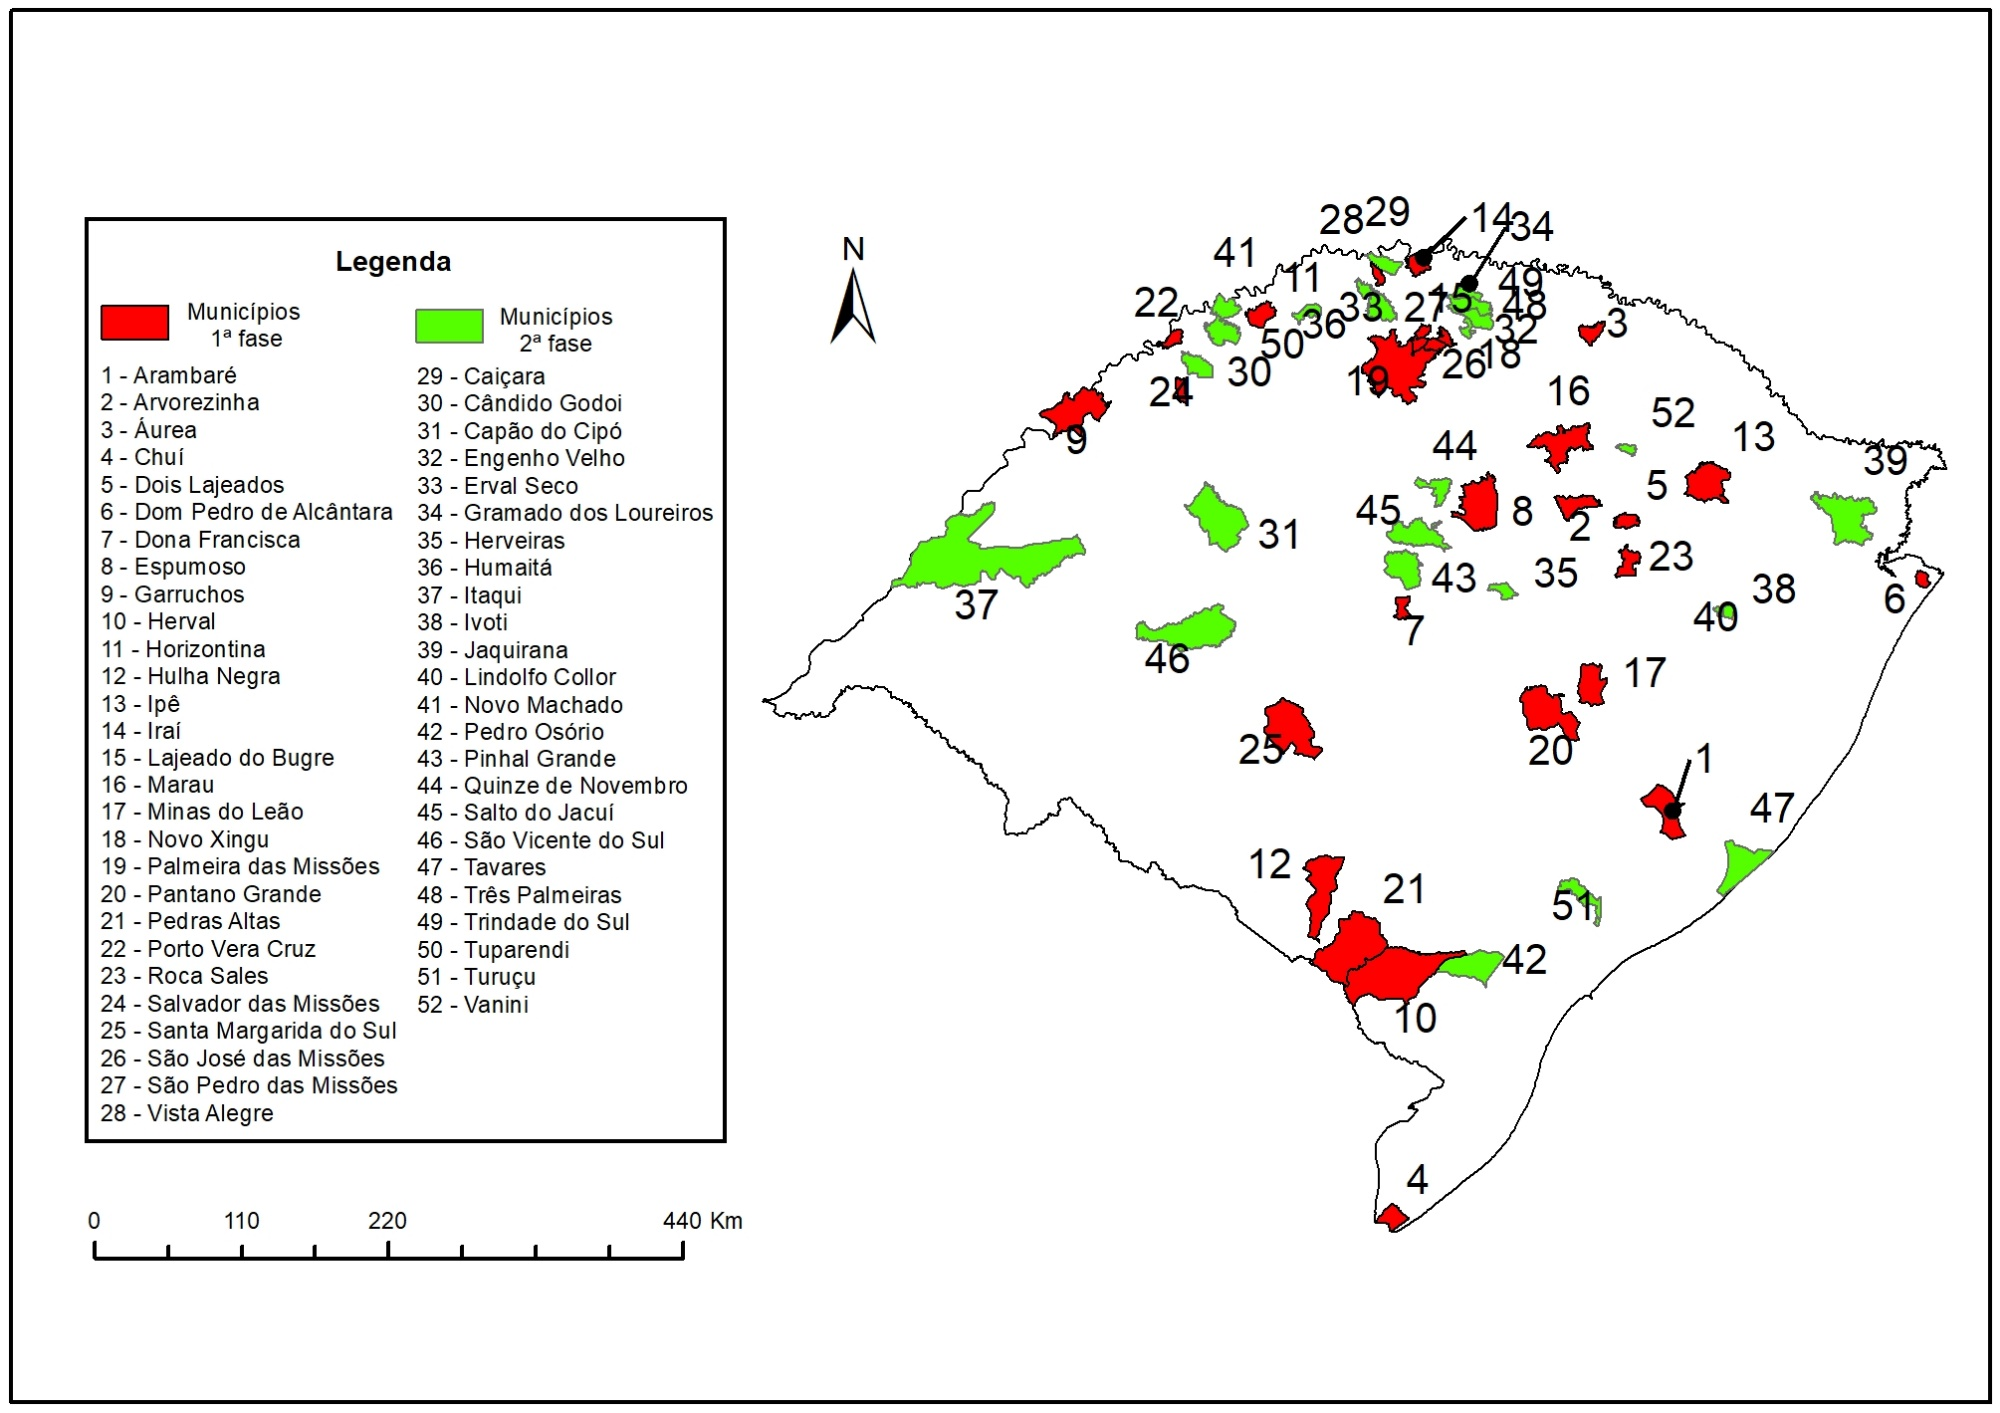 Legenda
Municípios
1ª fase
Municípios
2ª fase
1 - Arambaré
2 - Arvorezinha
3 - Áurea
4 - Chuí
5 - Dois Lajeados
6 - Dom Pedro de Alcântara
7 - Dona Francisca
8 - Espumoso
9 - Garruchos
10 - Herval
11 - Horizontina
12 - Hulha Negra
13 - Ipê
14 - Iraí
15 - Lajeado do Bugre
16 - Marau
17 - Minas do Leão
18 - Novo Xingu
19 - Palmeira das Missões
20 - Pantano Grande
21 - Pedras Altas
22 - Porto Vera Cruz
23 - Roca Sales
24 - Salvador das Missões
25 - Santa Margarida do Sul
26 - São José das Missões
27 - São Pedro das Missões
28 - Vista Alegre
29 - Caiçara
30 - Cândido Godoi
31 - Capão do Cipó
32 - Engenho Velho
33 - Erval Seco
34 - Gramado dos Loureiros
35 - Herveiras
36 - Humaitá
37 - Itaqui
38 - Ivoti
39 - Jaquirana
40 - Lindolfo Collor
41 - Novo Machado
42 - Pedro Osório
43 - Pinhal Grande
44 - Quinze de Novembro
45 - Salto do Jacuí
46 - São Vicente do Sul
47 - Tavares
48 - Três Palmeiras
49 - Trindade do Sul
50 - Tuparendi
51 - Turuçu
52 - Vanini
0 110 220 440 Km
N
28 29 14 34
41
11
22
33 27 15 49
48
36
32
3
50
18
30
26
24
19
16
9
52
13
44
39
5
45
8
2
31
23
43
35
37
38
6
40
7
46
17
25
20
1
47
12
21
51
42
10
4